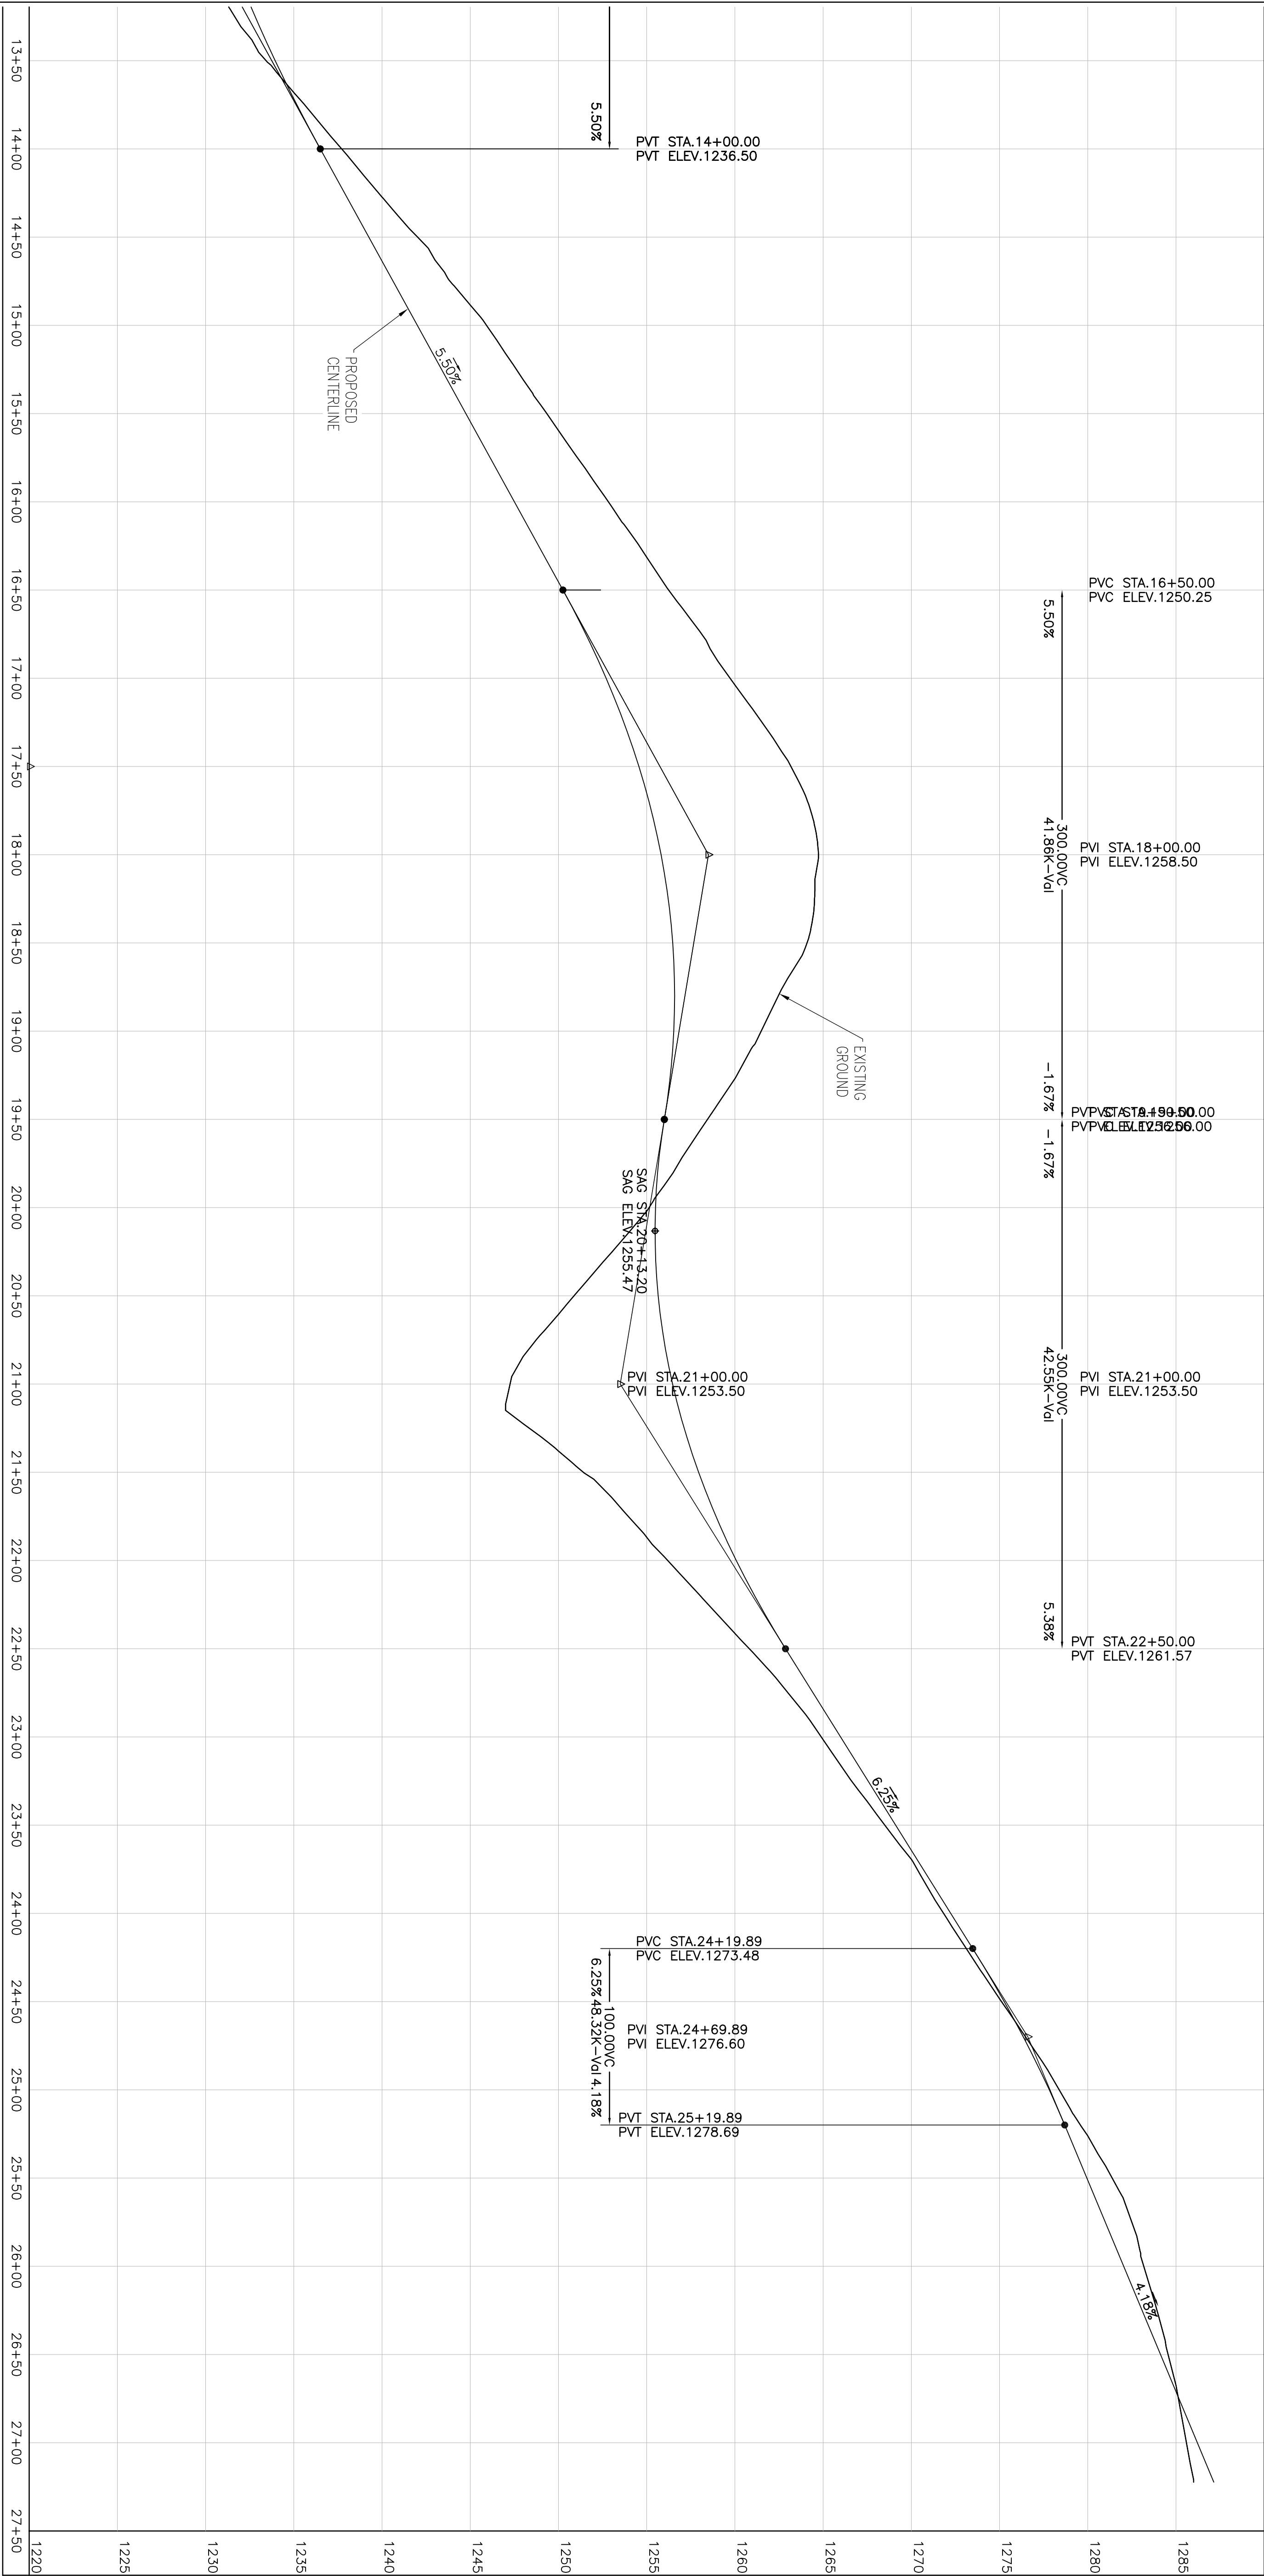 5.50%
PVT STA.14+00.00
PVT ELEV.1236.50
5.50%
PROPOSED
CENTERLINE
PVC STA.16+50.00
PVC ELEV.1250.25
5.50%
300.00VC
41.86K-Val
PVI STA.18+00.00
PVI ELEV.1258.50
-1.67%
EXISTING
GROUND
-1.67%
SAG STA.20+13.20
SAG ELEV.1255.47
PVI STA.21+00.00
PVI ELEV.1253.50
300.00VC
42.55K-Val
PVI STA.21+00.00
PVI ELEV.1253.50
5.38%
PVT STA.22+50.00
PVT ELEV.1261.57
6.25%
PVC STA.24+19.89
PVC ELEV.1273.48
6.25%
100.00VC
48.32K-Val
PVI STA.24+69.89
PVI ELEV.1276.60
4.18%
PVT STA.25+19.89
PVT ELEV.1278.69
4.18%
13+50
14+00
14+50
15+00
15+50
16+00
16+50
17+00
17+50
18+00
18+50
19+00
19+50
20+00
20+50
21+00
21+50
22+00
22+50
23+00
23+50
24+00
24+50
25+00
25+50
26+00
26+50
27+00
27+50
1220
1225
1230
1235
1240
1245
1250
1255
1260
1265
1270
1275
1280
1285